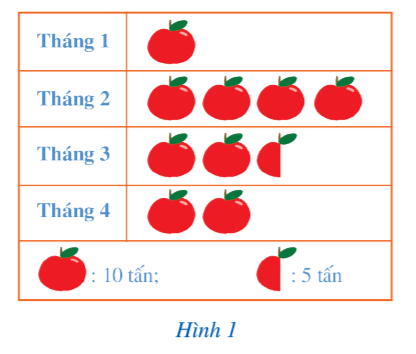 Tháng 1
Tháng 2
Tháng 3
Tháng 4
: 10 tấn; : 5 tấn
Hình 1